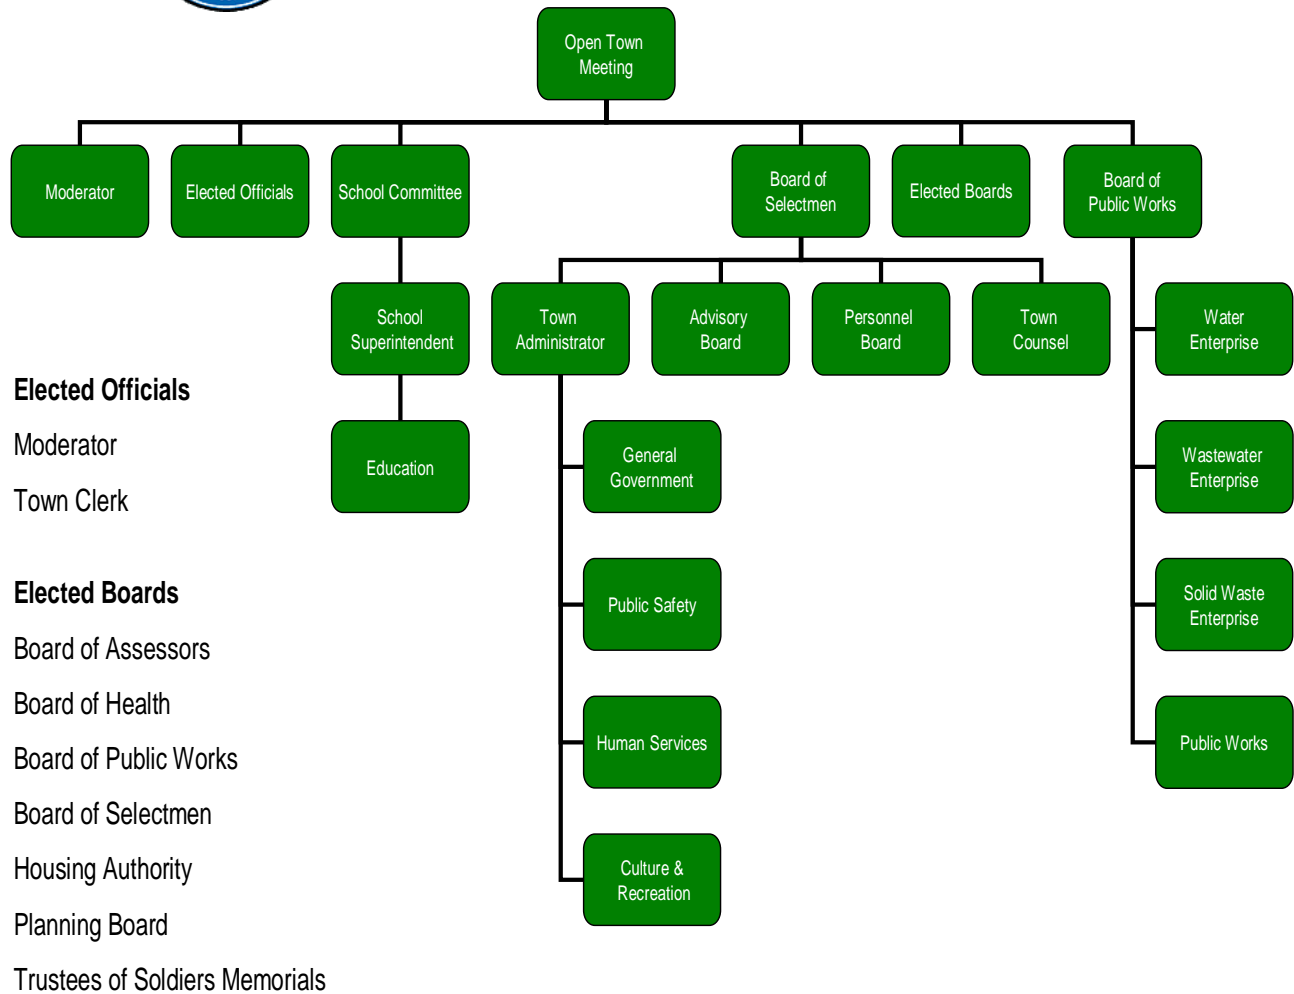 Open Town
Meeting
Moderator
Elected Officials
School Committee
Board of
Selectmen
Elected Boards
Board of
Public Works
School
Superintendent
Town
Administrator
Advisory
Board
Personnel
Board
Town
Counsel
Water
Enterprise
Education
General
Government
Wastewater
Enterprise
Public Safety
Solid Waste
Enterprise
Human Services
Public Works
Culture &
Recreation
Elected Officials
Moderator
Town Clerk
Elected Boards
Board of Assessors
Board of Health
Board of Public Works
Board of Selectmen
Housing Authority
Planning Board
Trustees of Soldiers Memorials